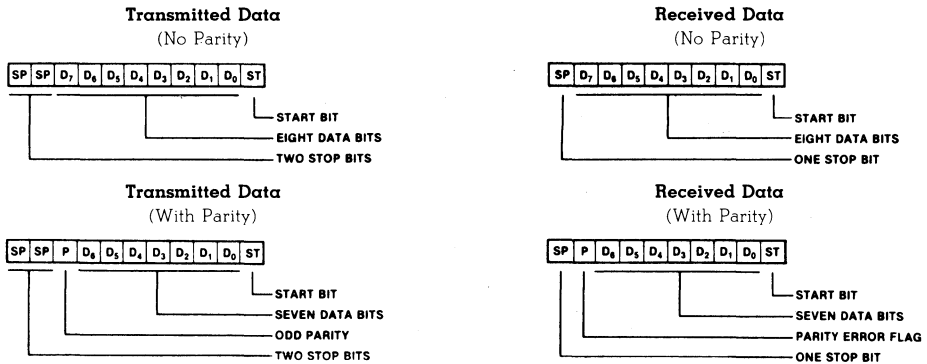 Transmitted Data
(No Parity)
SP SP D₇ D₆ D₅ D₄ D₃ D₂ D₁ D₀ ST
START BIT
EIGHT DATA BITS
TWO STOP BITS
Received Data
(No Parity)
SP D₇ D₆ D₅ D₄ D₃ D₂ D₁ D₀ ST
START BIT
EIGHT DATA BITS
ONE STOP BIT
Transmitted Data
(With Parity)
SP SP P D₆ D₅ D₄ D₃ D₂ D₁ D₀ ST
START BIT
SEVEN DATA BITS
ODD PARITY
TWO STOP BITS
Received Data
(With Parity)
SP P D₆ D₅ D₄ D₃ D₂ D₁ D₀ ST
START BIT
SEVEN DATA BITS
PARITY ERROR FLAG
ONE STOP BIT